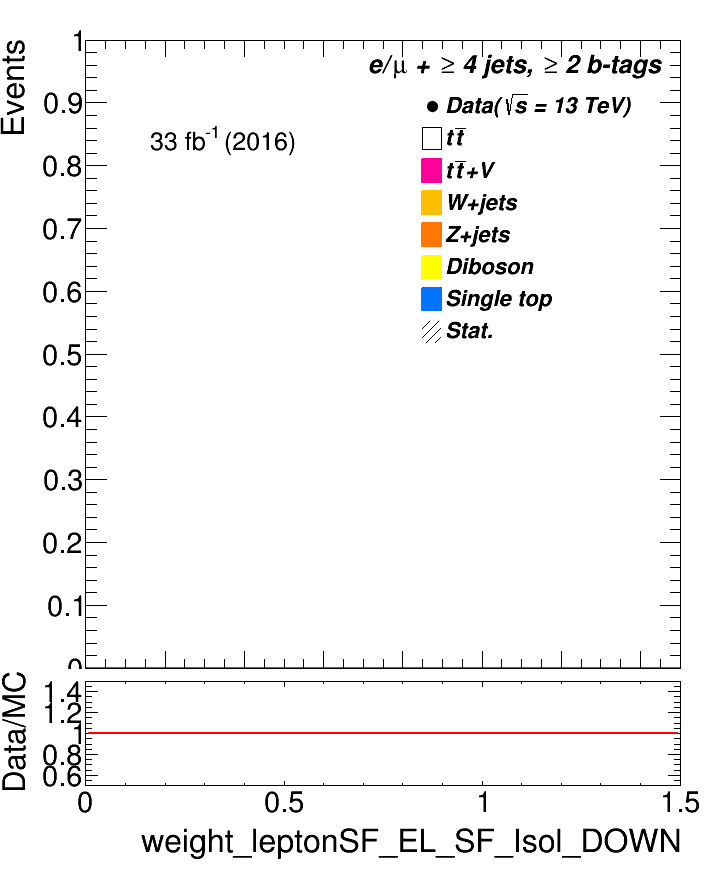 Events
1
0.9
0.8
0.7
0.6
0.5
0.4
0.3
0.2
0.1
0
e/μ + ≥ 4 jets, ≥ 2 b-tags
33 fb⁻¹ (2016)
Data(√s = 13 TeV)
tt̅
tt̅+V
W+jets
Z+jets
Diboson
Single top
Stat.
Data/MC
1.4
1.2
1
0.8
0.6
0 0.5 1 1.5
weight_leptonSF_EL_SF_Isol_DOWN